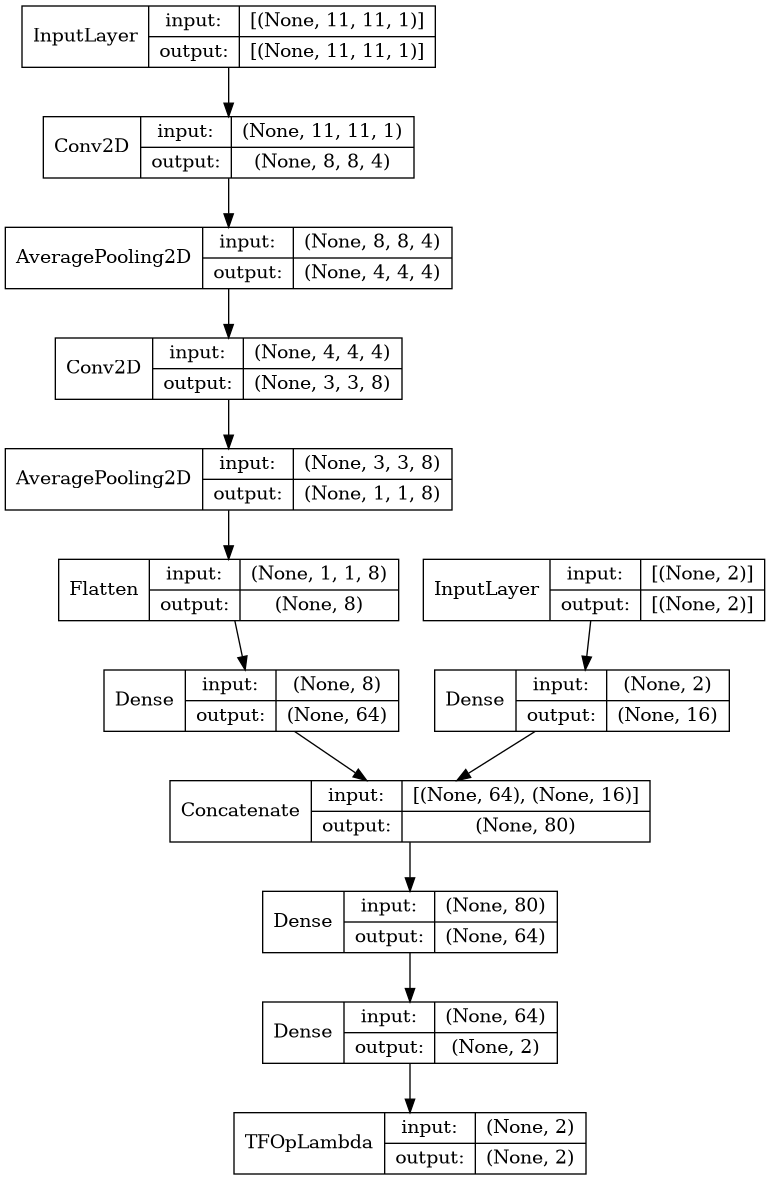 InputLayer
input: [(None, 11, 11, 1)]
output: [(None, 11, 11, 1)]
Conv2D
input: (None, 11, 11, 1)
output: (None, 8, 8, 4)
AveragePooling2D
input: (None, 8, 8, 4)
output: (None, 4, 4, 4)
Conv2D
input: (None, 4, 4, 4)
output: (None, 3, 3, 8)
AveragePooling2D
input: (None, 3, 3, 8)
output: (None, 1, 1, 8)
Flatten
input: (None, 1, 1, 8)
output: (None, 8)
InputLayer
input: [(None, 2)]
output: [(None, 2)]
Dense
input: (None, 8)
output: (None, 64)
Dense
input: (None, 2)
output: (None, 16)
Concatenate
input: [(None, 64), (None, 16)]
output: (None, 80)
Dense
input: (None, 80)
output: (None, 64)
Dense
input: (None, 64)
output: (None, 2)
TFOpLambda
input: (None, 2)
output: (None, 2)